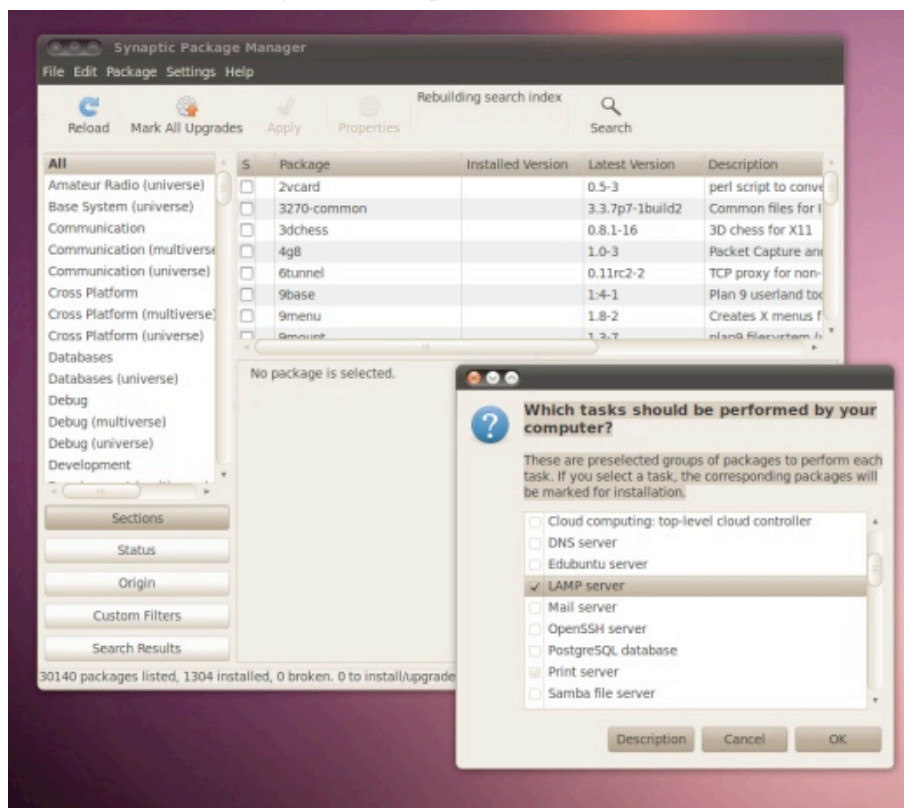 Synaptic Package Manager
File Edit Package Settings Help
Reload Mark All Upgrades Apply Properties Rebuilding search index Search
All
Amateur Radio (universe)
Base System (universe)
Communication
Communication (multiverse
Communication (universe)
Cross Platform
Cross Platform (multiverse)
Cross Platform (universe)
Databases
Databases (universe)
Debug
Debug (multiverse)
Debug (universe)
Development
Sections
Status
Origin
Custom Filters
Search Results
S Package Installed Version Latest Version Description
2vcard 0.5-3 perl script to conve
3270-common 3.3.7p7-1build2 Common files for I
3dchess 0.8.1-16 3D chess for X11
4g8 1.0-3 Packet Capture and
6tunnel 0.11rc2-2 TCP proxy for non-
9base 1:4-1 Plan 9 userland too
9menu 1.8-2 Creates X menus f
9mount 1.3-7 plan9 filesystem
No package is selected.
30140 packages listed, 1304 installed, 0 broken. 0 to install/upgrade
Which tasks should be performed by your
computer?
These are preselected groups of packages to perform each
task. If you select a task, the corresponding packages will
be marked for installation.
Cloud computing: top-level cloud controller
DNS server
Edubuntu server
LAMP server
Mail server
OpenSSH server
PostgreSQL database
Print server
Samba file server
Description Cancel OK